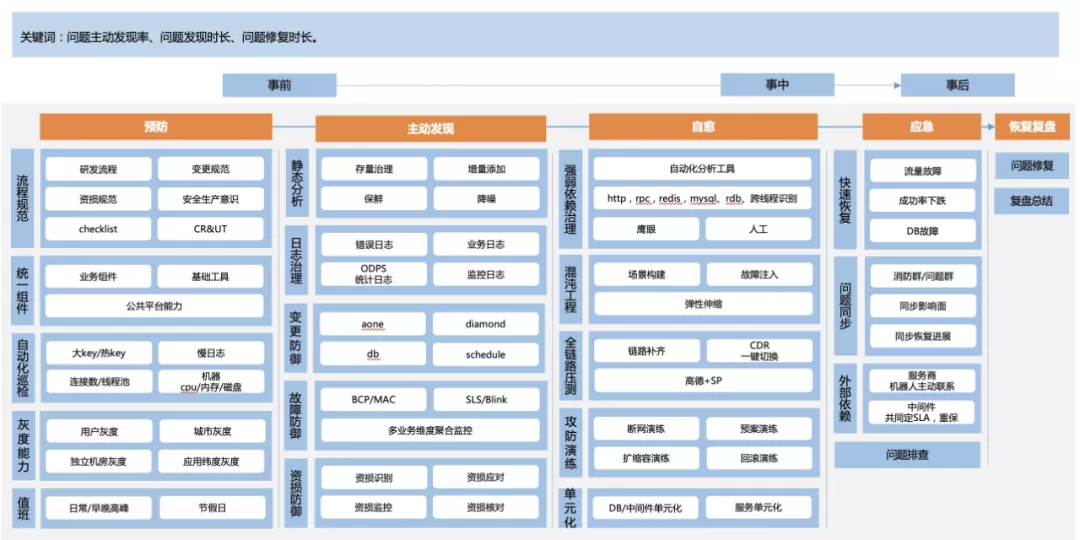 关键词：问题主动发现率、问题发现时长、问题修复时长。
事前
事中
事后
预防
主动发现
自愈
应急
恢复复盘
流程规范
研发流程
变更规范
资损规范
安全生产意识
checklist
CR&UT
统一组件
业务组件
基础工具
公共平台能力
自动化巡检
大key/热key
慢日志
连接数/线程池
机器
cpu/内存/磁盘
灰度能力
用户灰度
城市灰度
独立机房灰度
应用纬度灰度
值班
日常/早晚高峰
节假日
静态分析
存量治理
增量添加
保鲜
降噪
日志治理
错误日志
业务日志
ODPS
统计日志
监控日志
变更防御
aone
diamond
db
schedule
故障防御
BCP/MAC
SLS/Blink
多业务维度聚合监控
资损防御
资损识别
资损应对
资损监控
资损核对
强弱依赖治理
自动化分析工具
http，rpc，redis，mysql、rdb、跨线程识别
鹰眼
人工
混沌工程
场景构建
故障注入
弹性伸缩
全链路压测
链路补齐
CDR
一键切换
高德+SP
攻防演练
断网演练
预案演练
扩缩容演练
回滚演练
单元化
DB/中间件单元化
服务单元化
快速恢复
流量故障
成功率下跌
DB故障
问题同步
消防群/问题群
同步影响面
同步恢复进展
外部依赖
服务商
机器人主动联系
中间件
共同定SLA，重保
问题排查
问题修复
复盘总结